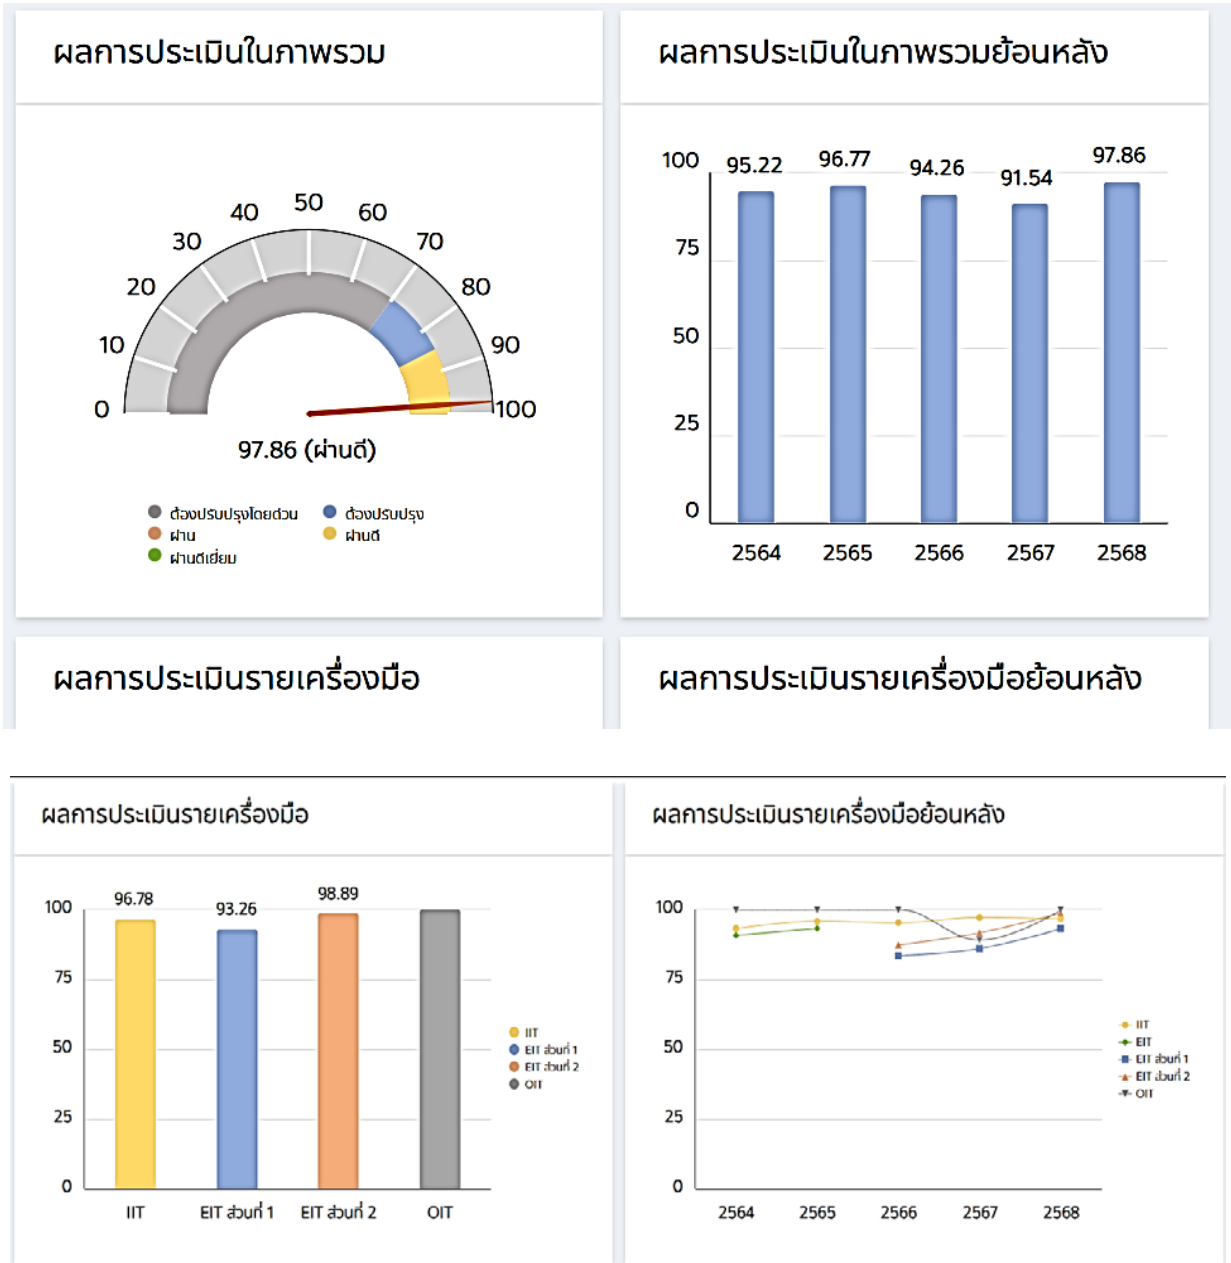 ผลการประเมินในภาพรวม
50
40
60
30
70
20
80
10
90
0
100
97.86 (ผ่านดี)
ต้องปรับปรุงโดยด่วน
ต้องปรับปรุง
ผ่าน
ผ่านดี
ผ่านดีเยี่ยม
ผลการประเมินในภาพรวมย้อนหลัง
100
75
50
25
0
95.22
96.77
94.26
91.54
97.86
2564
2565
2566
2567
2568
ผลการประเมินรายเครื่องมือ
ผลการประเมินรายเครื่องมือย้อนหลัง
ผลการประเมินรายเครื่องมือ
100
75
50
25
0
96.78
93.26
98.89
IIT
EIT ส่วนที่ 1
EIT ส่วนที่ 2
OIT
IIT
EIT ส่วนที่ 1
EIT ส่วนที่ 2
OIT
ผลการประเมินรายเครื่องมือย้อนหลัง
100
75
50
25
0
2564
2565
2566
2567
2568
IIT
EIT
EIT ส่วนที่ 1
EIT ส่วนที่ 2
OIT